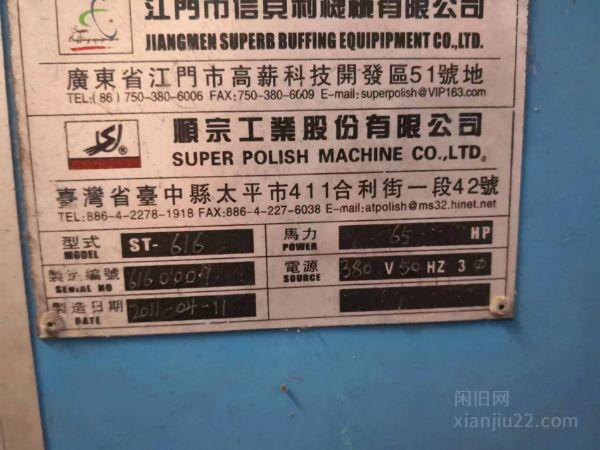 江門市信貝利機械有限公司
Super
Buffing equipment
JIANGMEN SUPERB BUFFING EQUIPIPMENT CO.,LTD.
廣東省江門市高薪科技開發區51號地
TEL:(86)750-380-6006 FAX:750-380-6009 E-mail:superpolish@VIP163.com
順宗工業股份有限公司
®
SUPER POLISH MACHINE CO.,LTD.
臺灣省臺中縣太平市411合利街一段42號
TEL:886-4-2278-1918 FAX:886-4-227-6038 E-mail:atpolish@ms32.hinet.net
型式 ST-616 馬力 65 HP
MODEL POWER
製造編號 6160009 電源 380 V 50 HZ 3Φ
SERIAL NO SOURCE
製造日期 2011-04-11
DATE
闲旧网
xianjiu22.com